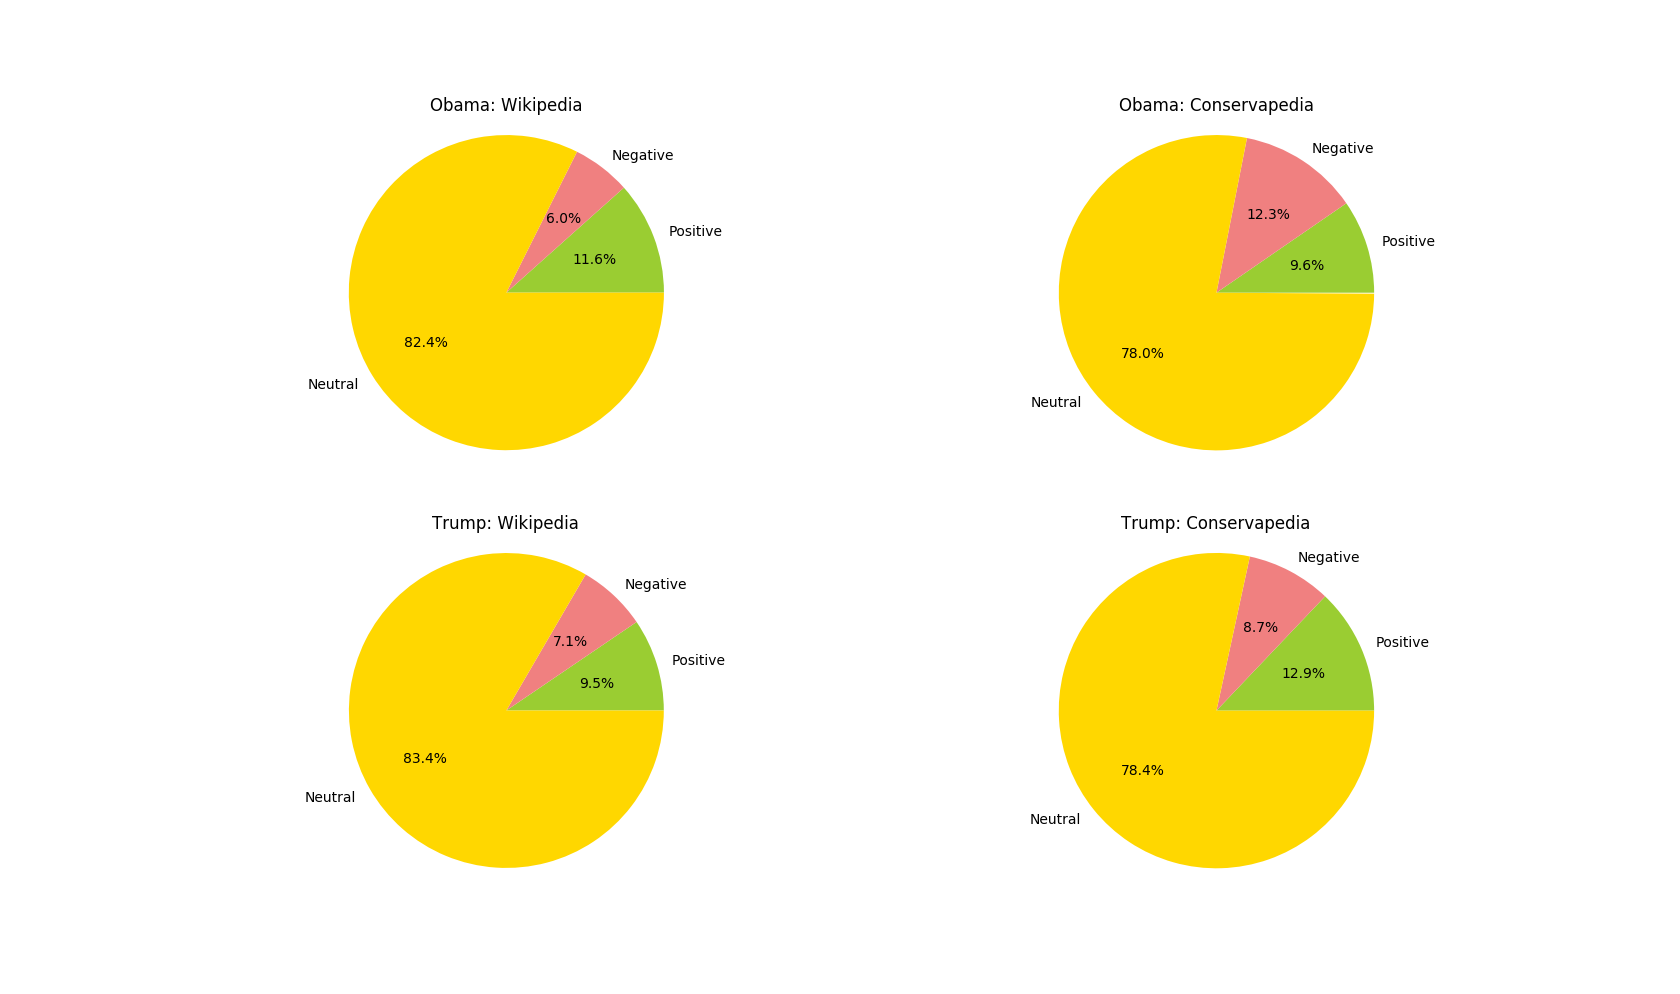 Obama: Wikipedia
Negative
6.0%
Positive
11.6%
82.4%
Neutral
Obama: Conservapedia
Negative
12.3%
Positive
9.6%
78.0%
Neutral
Trump: Wikipedia
Negative
7.1%
Positive
9.5%
83.4%
Neutral
Trump: Conservapedia
Negative
8.7%
Positive
12.9%
78.4%
Neutral